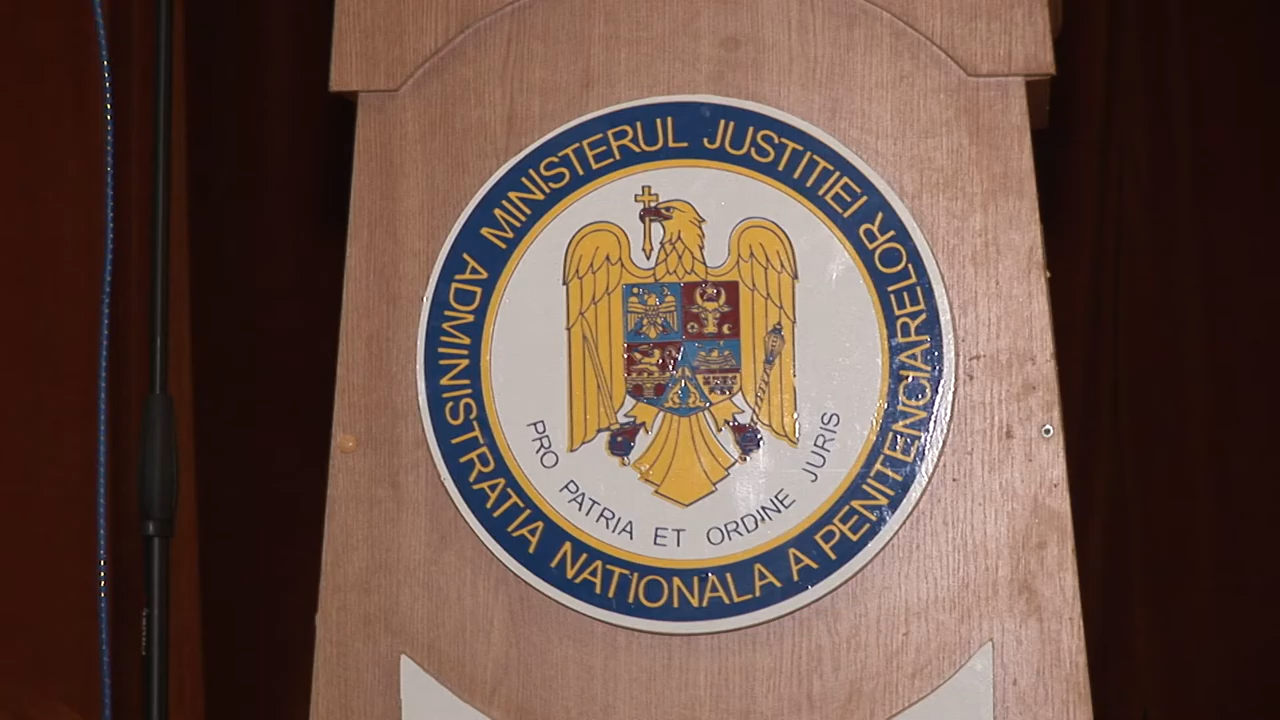 MINISTERUL JUSTITIEI
ADMINISTRATIA NATIONALA A PENITENCIARELOR
PRO PATRIA ET ORDINE JURIS